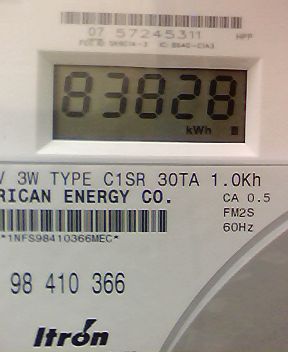 07 57245311
HPP
83828
kWh
V 3W TYPE C1SR 30TA 1.0Kh
RICAN ENERGY CO.
CA 0.5
FM2S
60Hz
*1NFS98410366MEC*
98 410 366
Itron